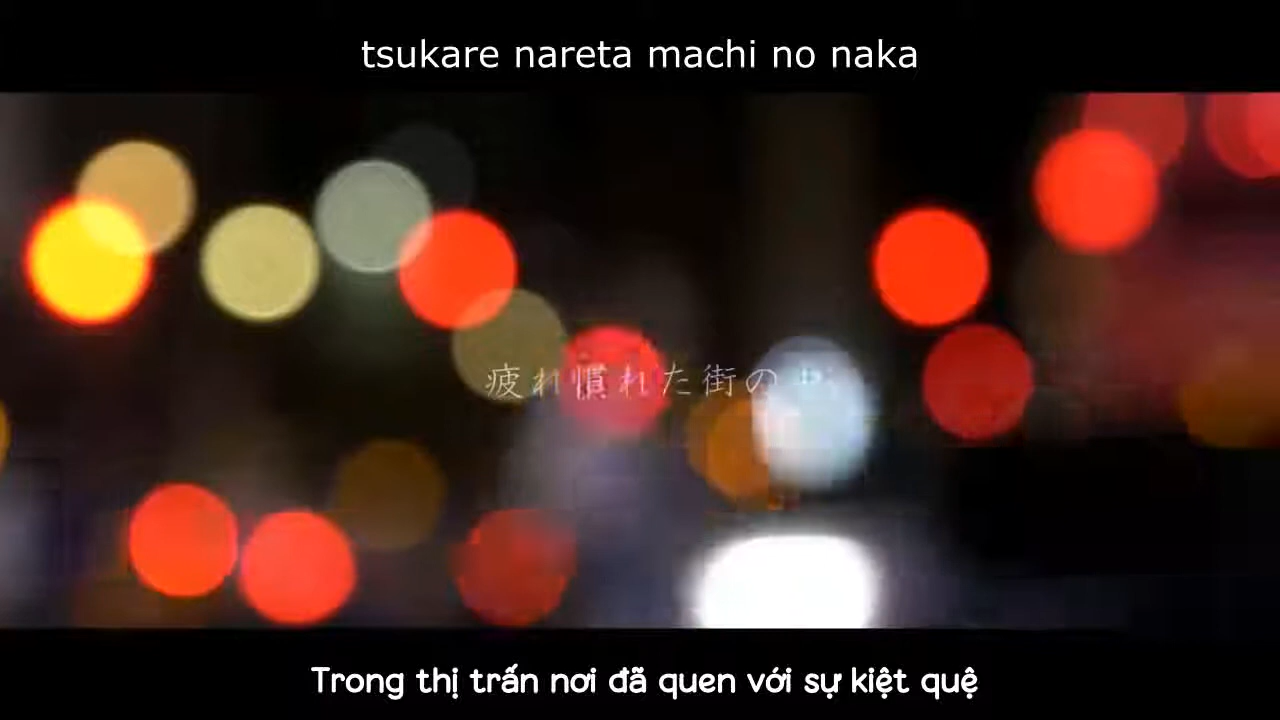 tsukare nareta machi no naka
疲れ慣れた街の中
Trong thị trấn nơi đã quen với sự kiệt quệ